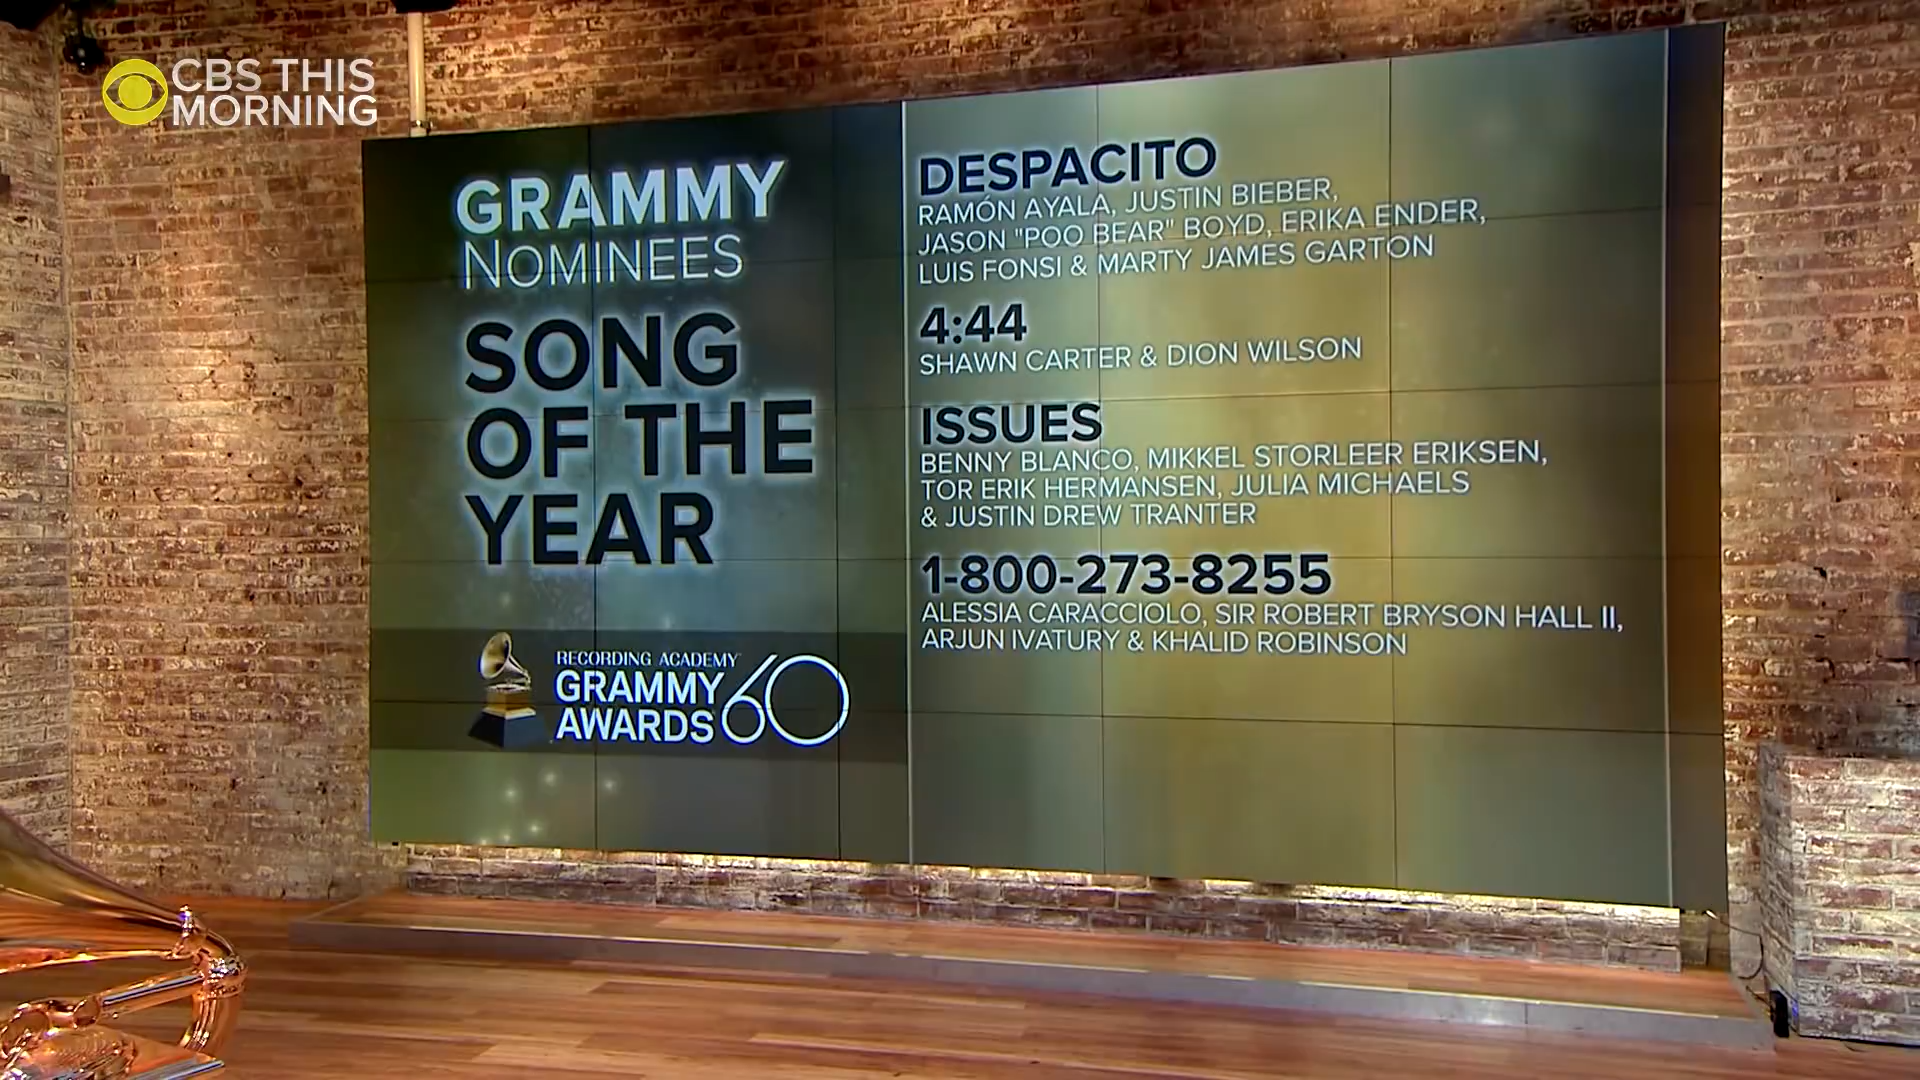 CBS THIS
MORNING
GRAMMY
NOMINEES
SONG
OF THE
YEAR
RECORDING ACADEMY
GRAMMY
AWARDS 60
DESPACITO
RAMÓN AYALA, JUSTIN BIEBER,
JASON "POO BEAR" BOYD, ERIKA ENDER,
LUIS FONSI & MARTY JAMES GARTON
4:44
SHAWN CARTER & DION WILSON
ISSUES
BENNY BLANCO, MIKKEL STORLEER ERIKSEN,
TOR ERIK HERMANSEN, JULIA MICHAELS
& JUSTIN DREW TRANTER
1-800-273-8255
ALESSIA CARACCIOLO, SIR ROBERT BRYSON HALL II,
ARJUN IVATURY & KHALID ROBINSON